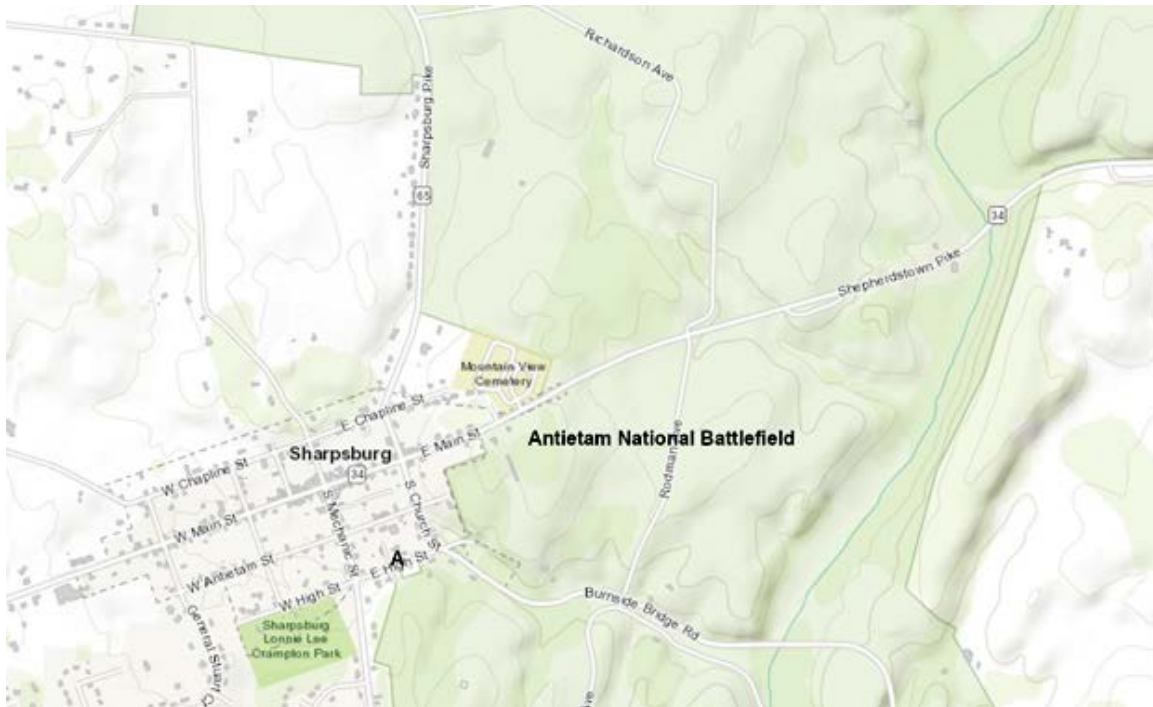 Richardson Ave
Sharpsburg Pike
65
34
Shepherdstown Pike
Mountain View
Cemetery
E Chapline St
E Main St
Antietam National Battlefield
Sharpsburg
34
W Chapline St
Rodman Ave
S Church St
S Mechanic St
W Main St
A
E High St
W Antietam St
W High St
Burnside Bridge Rd
Sharpsburg
Lonnie Lee
Crampton Park
General Stuart C
Ave